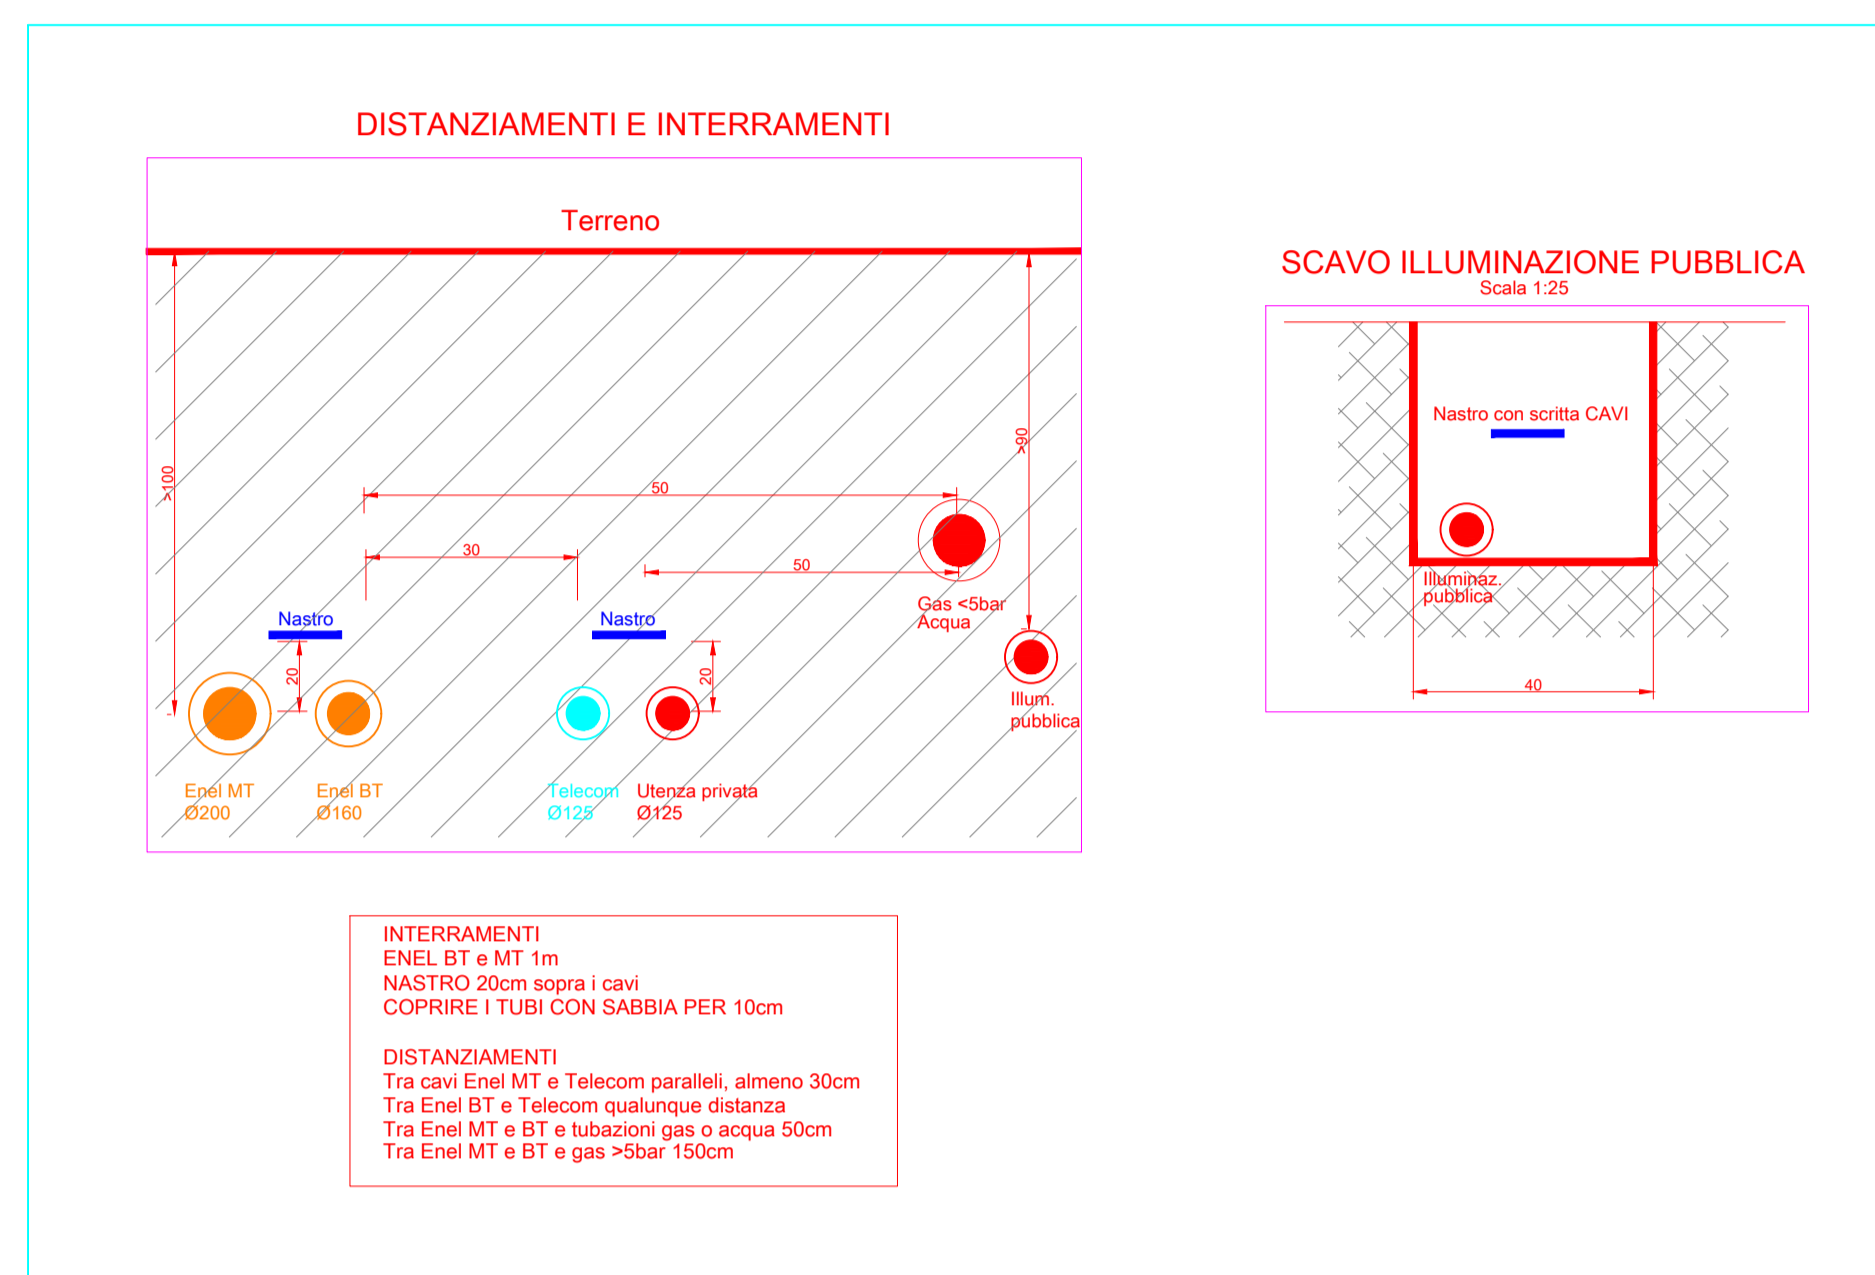 DISTANZIAMENTI E INTERRAMENTI
Terreno
>100
>90
50
30
50
Nastro
Nastro
20
20
Gas <5bar
Acqua
Illum.
pubblica
Enel MT
Ø200
Enel BT
Ø160
Telecom
Ø125
Utenza privata
Ø125
INTERRAMENTI
ENEL BT e MT 1m
NASTRO 20cm sopra i cavi
COPRIRE I TUBI CON SABBIA PER 10cm
DISTANZIAMENTI
Tra cavi Enel MT e Telecom paralleli, almeno 30cm
Tra Enel BT e Telecom qualunque distanza
Tra Enel MT e BT e tubazioni gas o acqua 50cm
Tra Enel MT e BT e gas >5bar 150cm
SCAVO ILLUMINAZIONE PUBBLICA
Scala 1:25
Nastro con scritta CAVI
Illuminaz.
pubblica
40